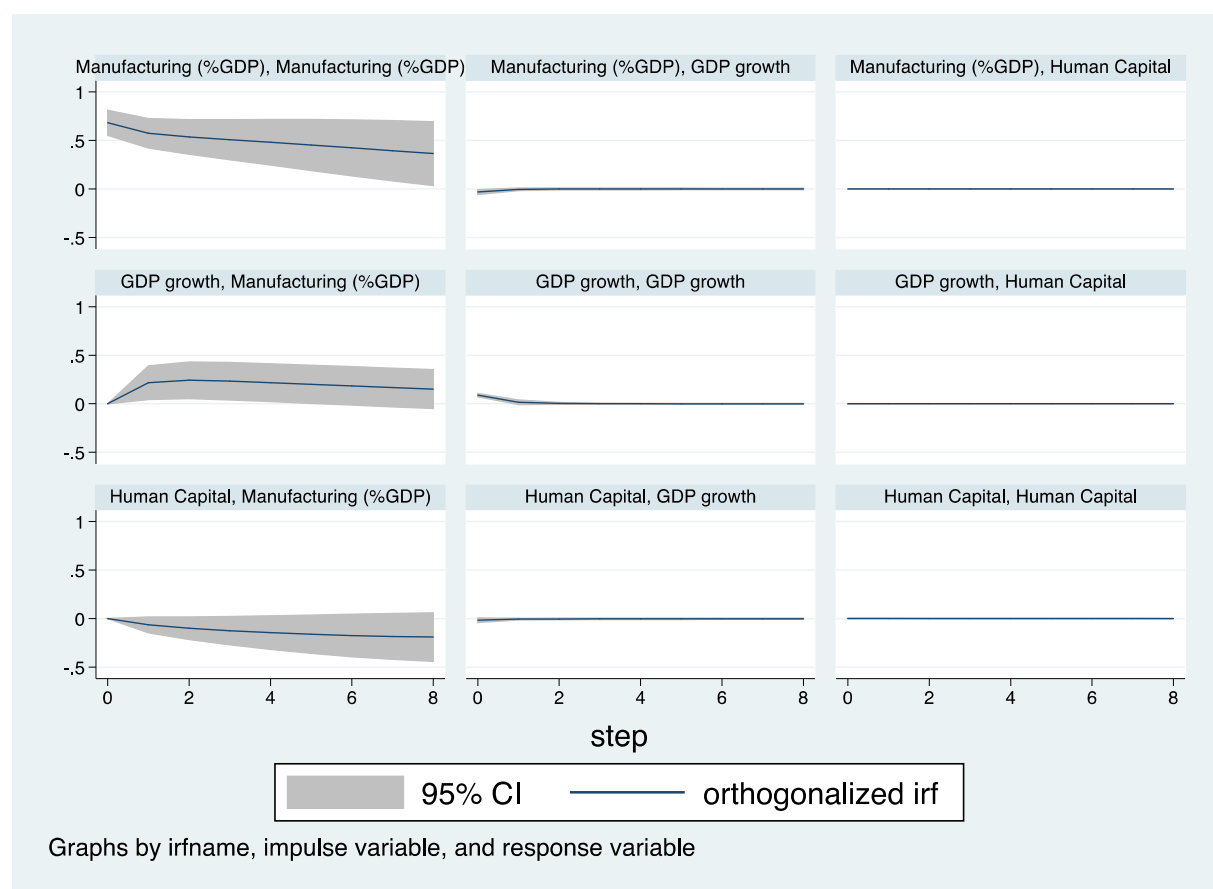 Manufacturing (%GDP), Manufacturing (%GDP)
Manufacturing (%GDP), GDP growth
Manufacturing (%GDP), Human Capital
1
.5
0
-.5
GDP growth, Manufacturing (%GDP)
GDP growth, GDP growth
GDP growth, Human Capital
1
.5
0
-.5
Human Capital, Manufacturing (%GDP)
Human Capital, GDP growth
Human Capital, Human Capital
1
.5
0
-.5
0 2 4 6 8
0 2 4 6 8
0 2 4 6 8
step
95% CI
orthogonalized irf
Graphs by irfname, impulse variable, and response variable